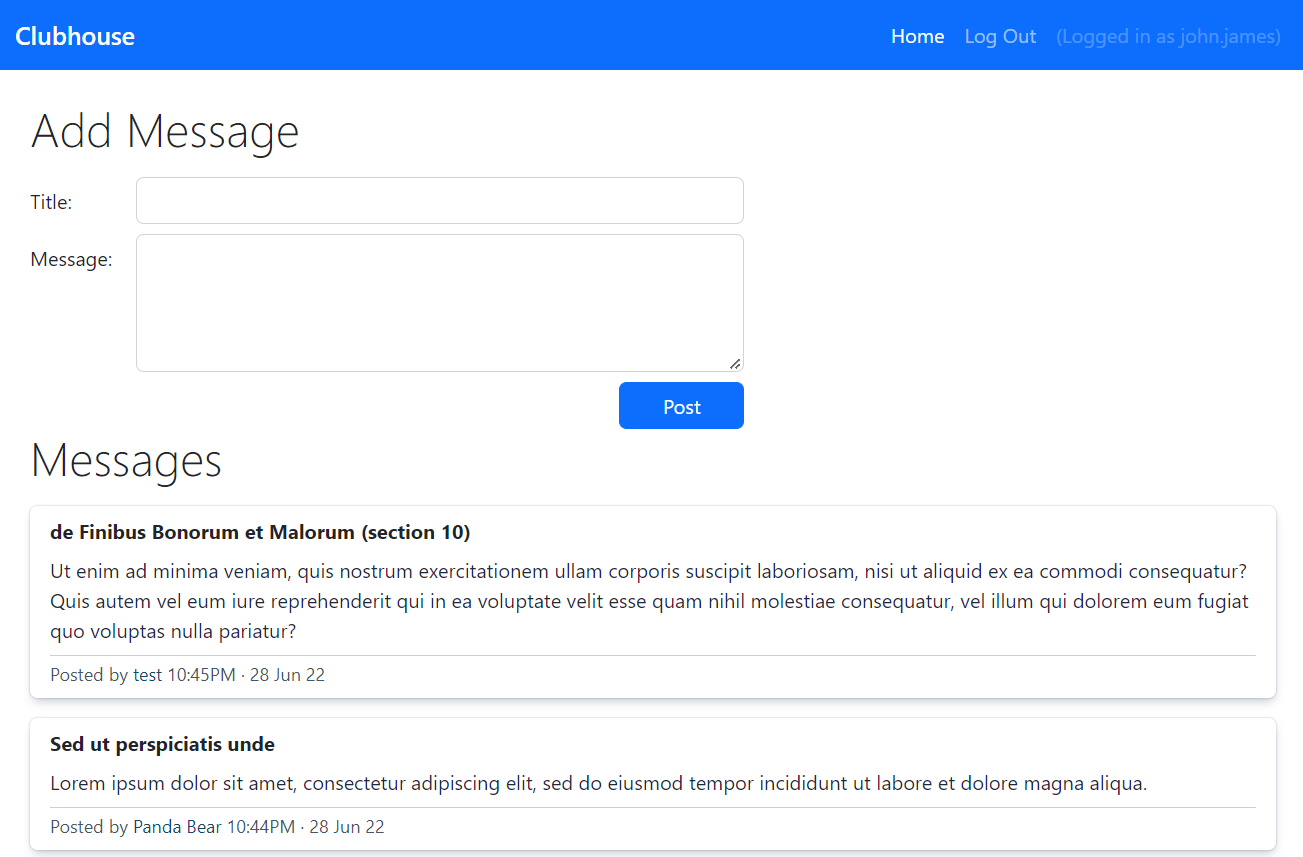 Clubhouse
Home
Log Out
(Logged in as john.james)
Add Message
Title:
Message:
Post
Messages
de Finibus Bonorum et Malorum (section 10)
Ut enim ad minima veniam, quis nostrum exercitationem ullam corporis suscipit laboriosam, nisi ut aliquid ex ea commodi consequatur?
Quis autem vel eum iure reprehenderit qui in ea voluptate velit esse quam nihil molestiae consequatur, vel illum qui dolorem eum fugiat
quo voluptas nulla pariatur?
Posted by test 10:45PM · 28 Jun 22
Sed ut perspiciatis unde
Lorem ipsum dolor sit amet, consectetur adipiscing elit, sed do eiusmod tempor incididunt ut labore et dolore magna aliqua.
Posted by Panda Bear 10:44PM · 28 Jun 22